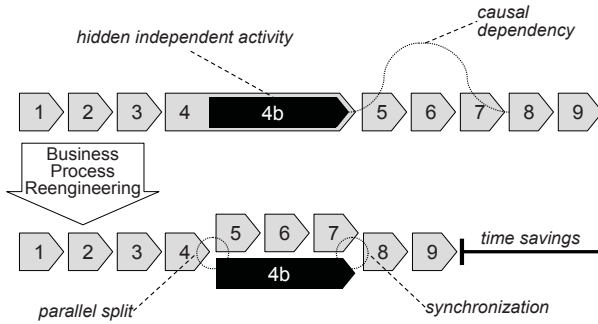 hidden independent activity
causal
dependency
1 2 3 4 4b 5 6 7 8 9
Business
Process
Reengineering
5 6 7
1 2 3 4 8 9
time savings
4b
parallel split
synchronization